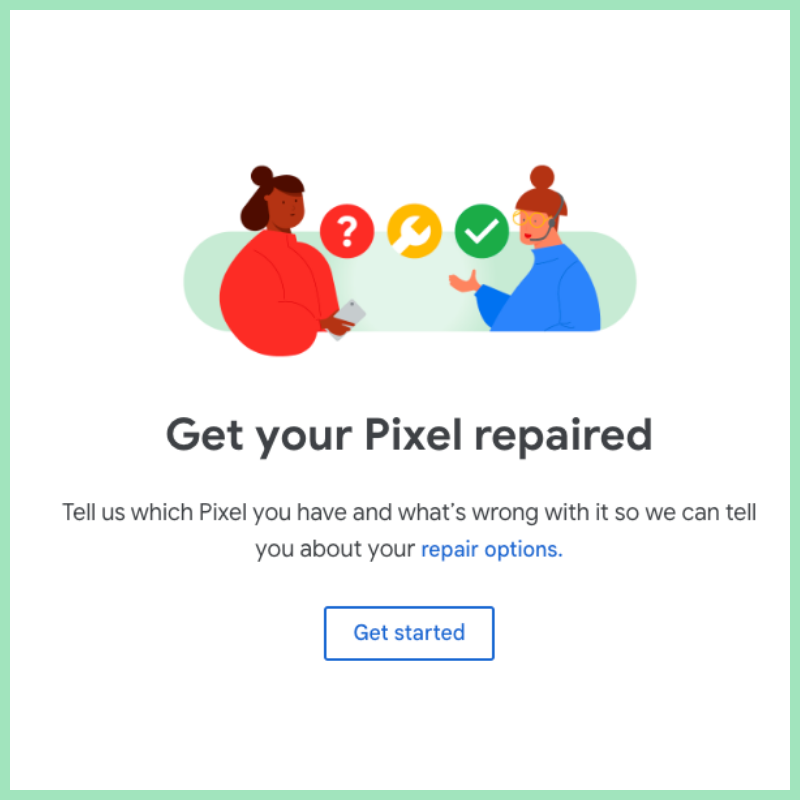 ?
Get your Pixel repaired
Tell us which Pixel you have and what's wrong with it so we can tell
you about your repair options.
Get started